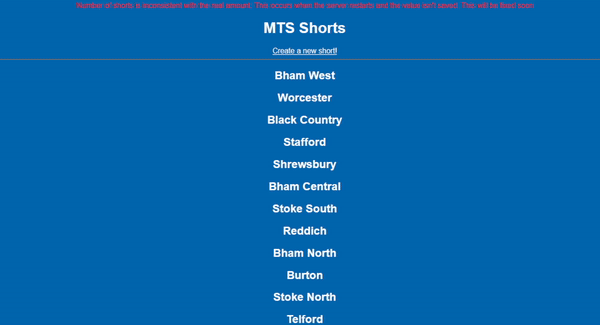 Number of shorts is inconsistent with the real amount. This occurs when the server restarts and the value isn't saved. This will be fixed soon
MTS Shorts
Create a new short!
Bham West
Worcester
Black Country
Stafford
Shrewsbury
Bham Central
Stoke South
Reddich
Bham North
Burton
Stoke North
Telford